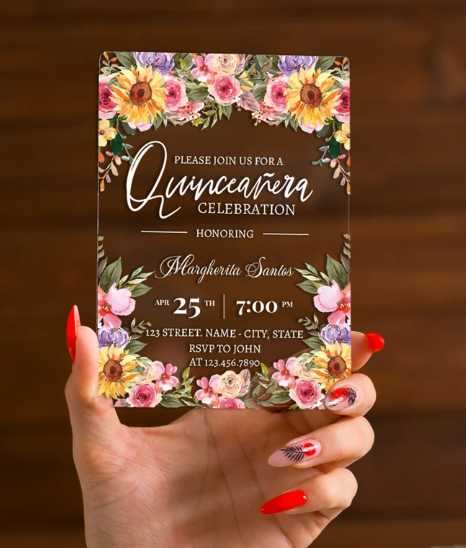 PLEASE JOIN US FOR A
Quinceañera
CELEBRATION
HONORING
Margherita Santos
APR 25 TH 7:00 PM
123 STREET. NAME - CITY, STATE
RSVP TO JOHN
AT 123.456.7890